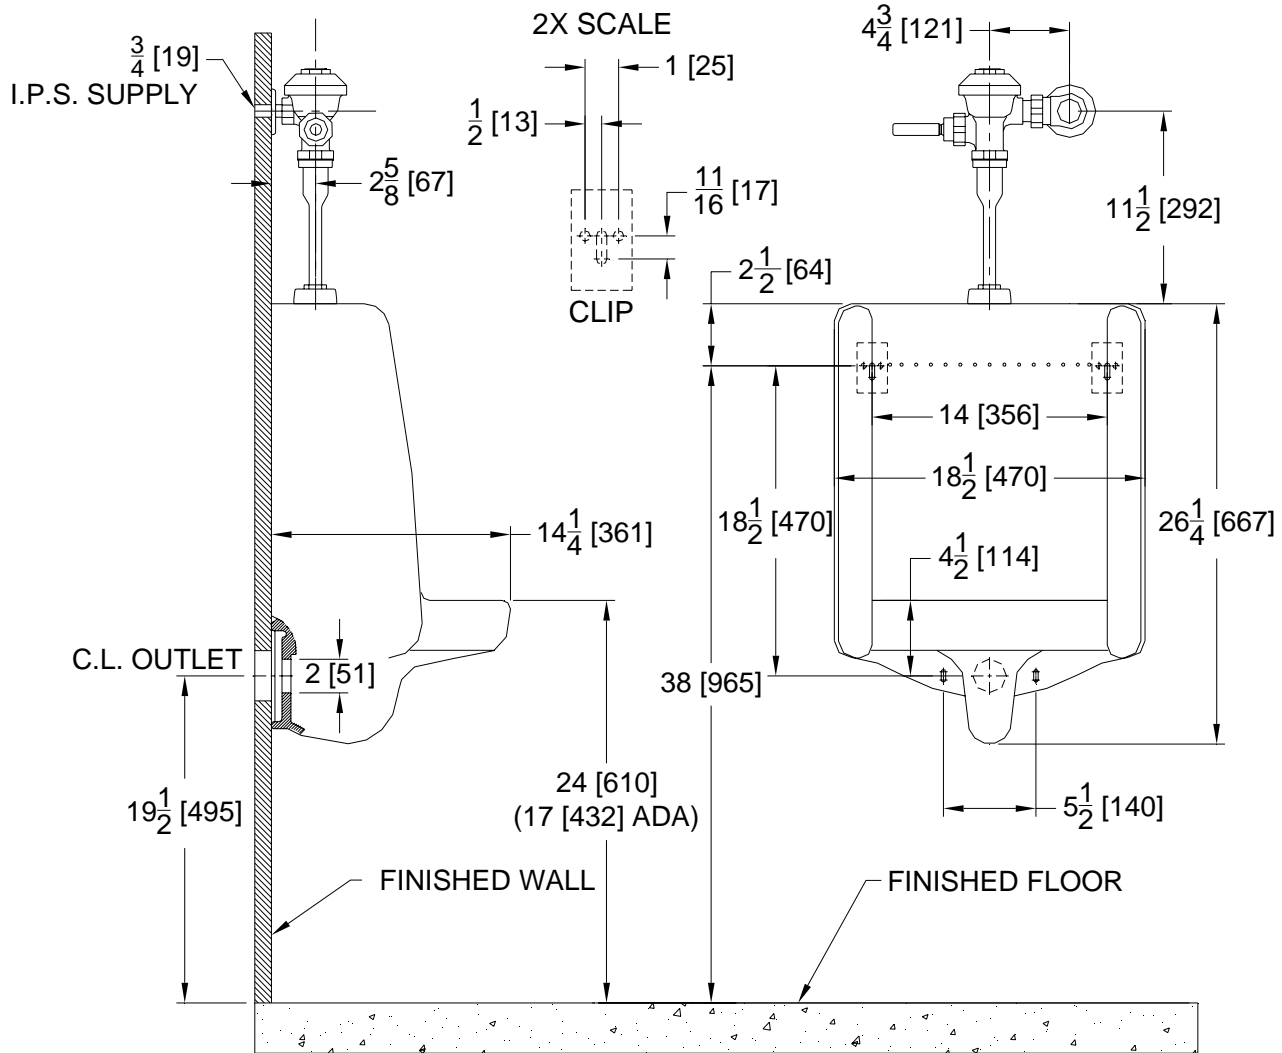 2X SCALE
4 3/4 [121]
3/4 [19]
I.P.S. SUPPLY
1 [25]
1/2 [13]
2 5/8 [67]
11/16 [17]
11 1/2 [292]
2 1/2 [64]
CLIP
14 [356]
18 1/2 [470]
18 1/2 [470]
26 1/4 [667]
14 1/4 [361]
4 1/2 [114]
C.L. OUTLET
2 [51]
38 [965]
24 [610]
(17 [432] ADA)
19 1/2 [495]
5 1/2 [140]
FINISHED WALL
FINISHED FLOOR